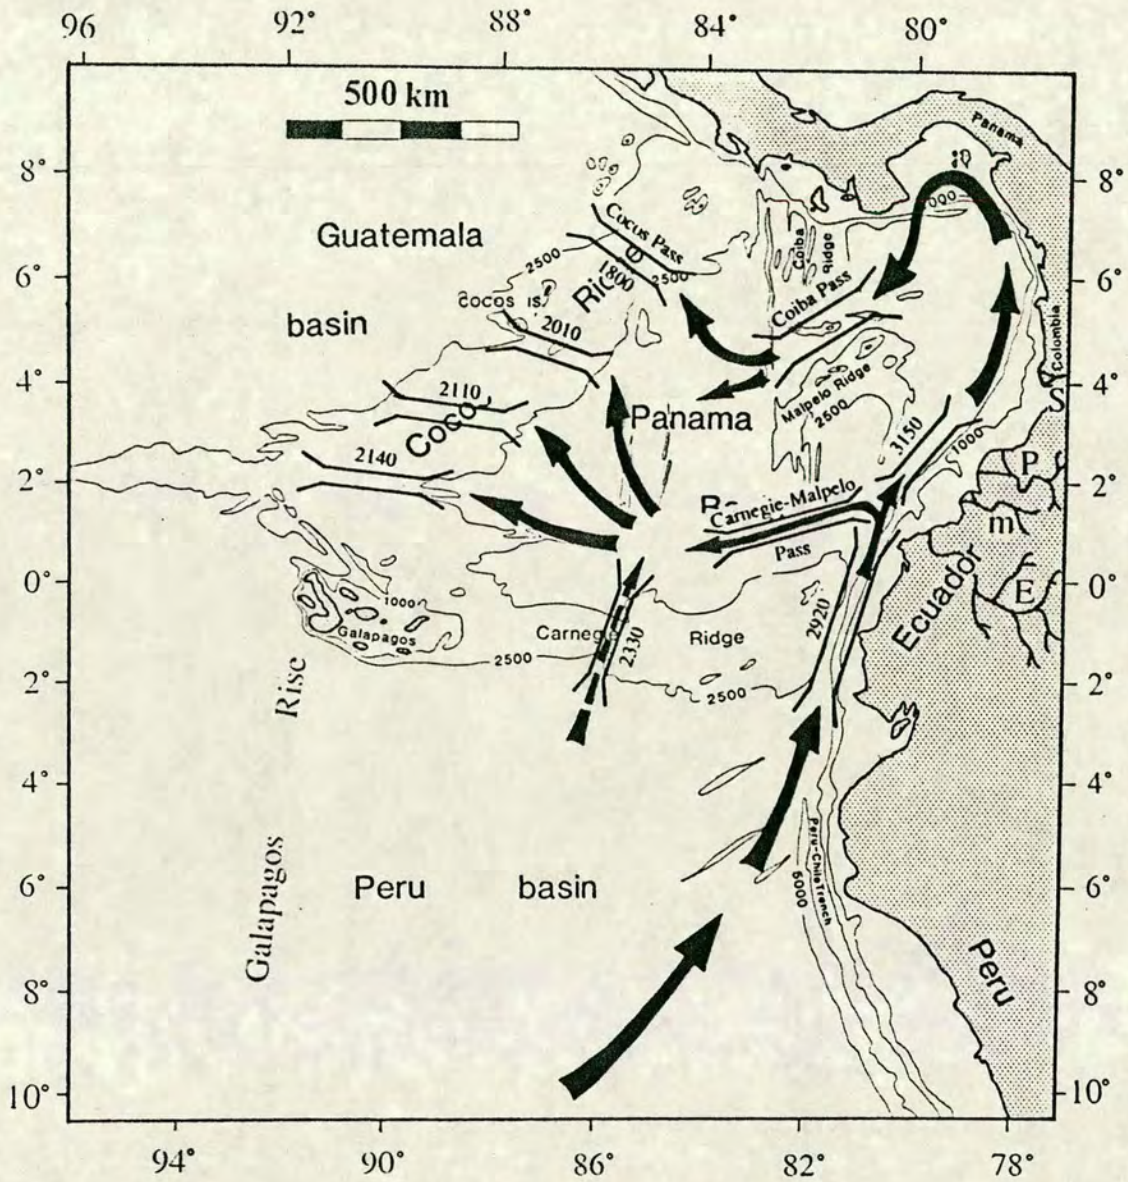 96 92° 88° 84° 80°
500 km
Panama
8° 8°
000
Guatemala
Cocos Pass
Coiba
Ridge
6° 6°
2500
1800
2500
Ric
Coiba Pass
cocos is.
basin
2010
Colombia
4° 4°
2110
Panama
Malpelo Ridge
2500
S
Coco
3150
1000
2140
P
2° 2°
Carnegie-Malpelo
m
Pass
0° 0°
1000
Ecuador
E
Galapagos
Carnegie
2330
Ridge
2920
2500
2° 2°
2500
Rise
4° 4°
Peru-Chile Trench
Galapagos
Peru basin
5000
6° 6°
Peru
8° 8°
10° 10°
94° 90° 86° 82° 78°